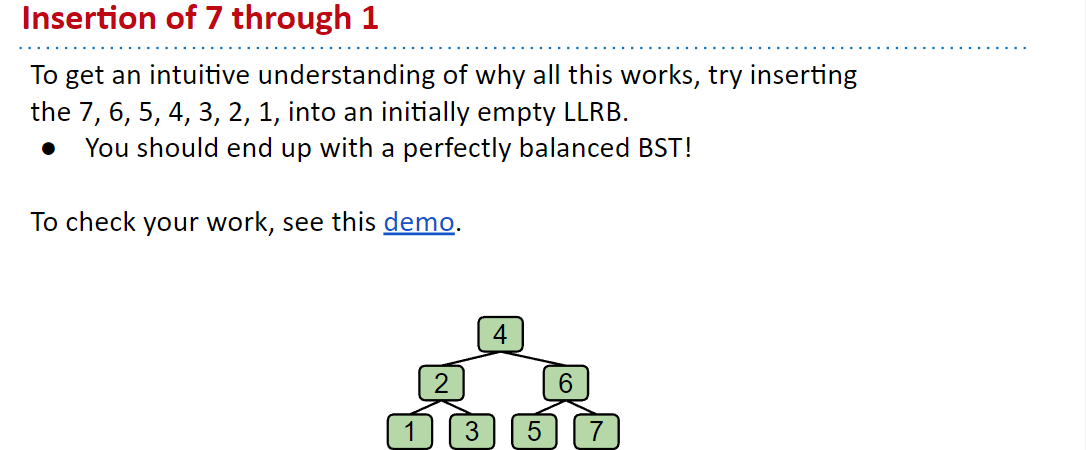 Insertion of 7 through 1
To get an intuitive understanding of why all this works, try inserting
the 7, 6, 5, 4, 3, 2, 1, into an initially empty LLRB.
● You should end up with a perfectly balanced BST!
To check your work, see this demo.
4
2 6
1 3 5 7